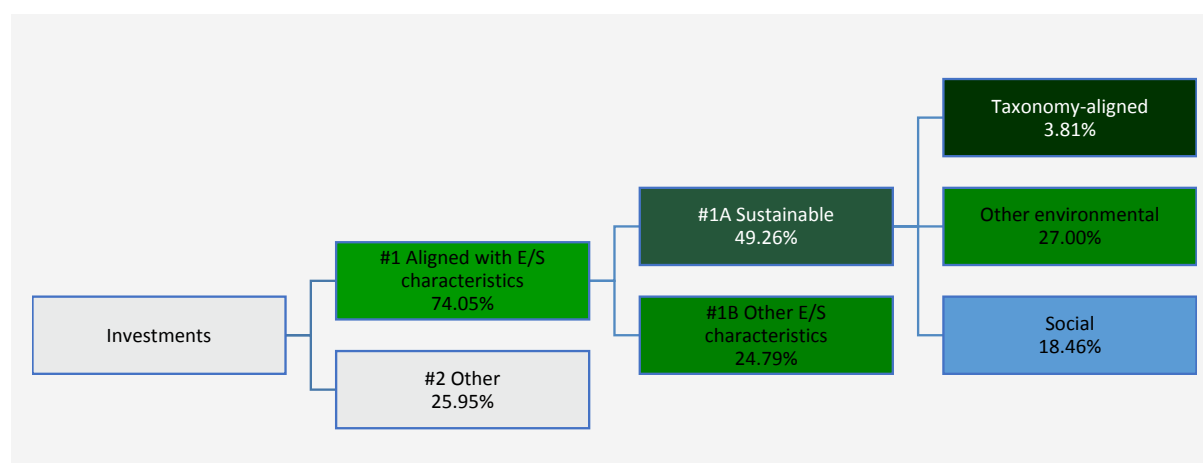 Investments
#1 Aligned with E/S
characteristics
74.05%
#2 Other
25.95%
#1A Sustainable
49.26%
#1B Other E/S
characteristics
24.79%
Taxonomy-aligned
3.81%
Other environmental
27.00%
Social
18.46%